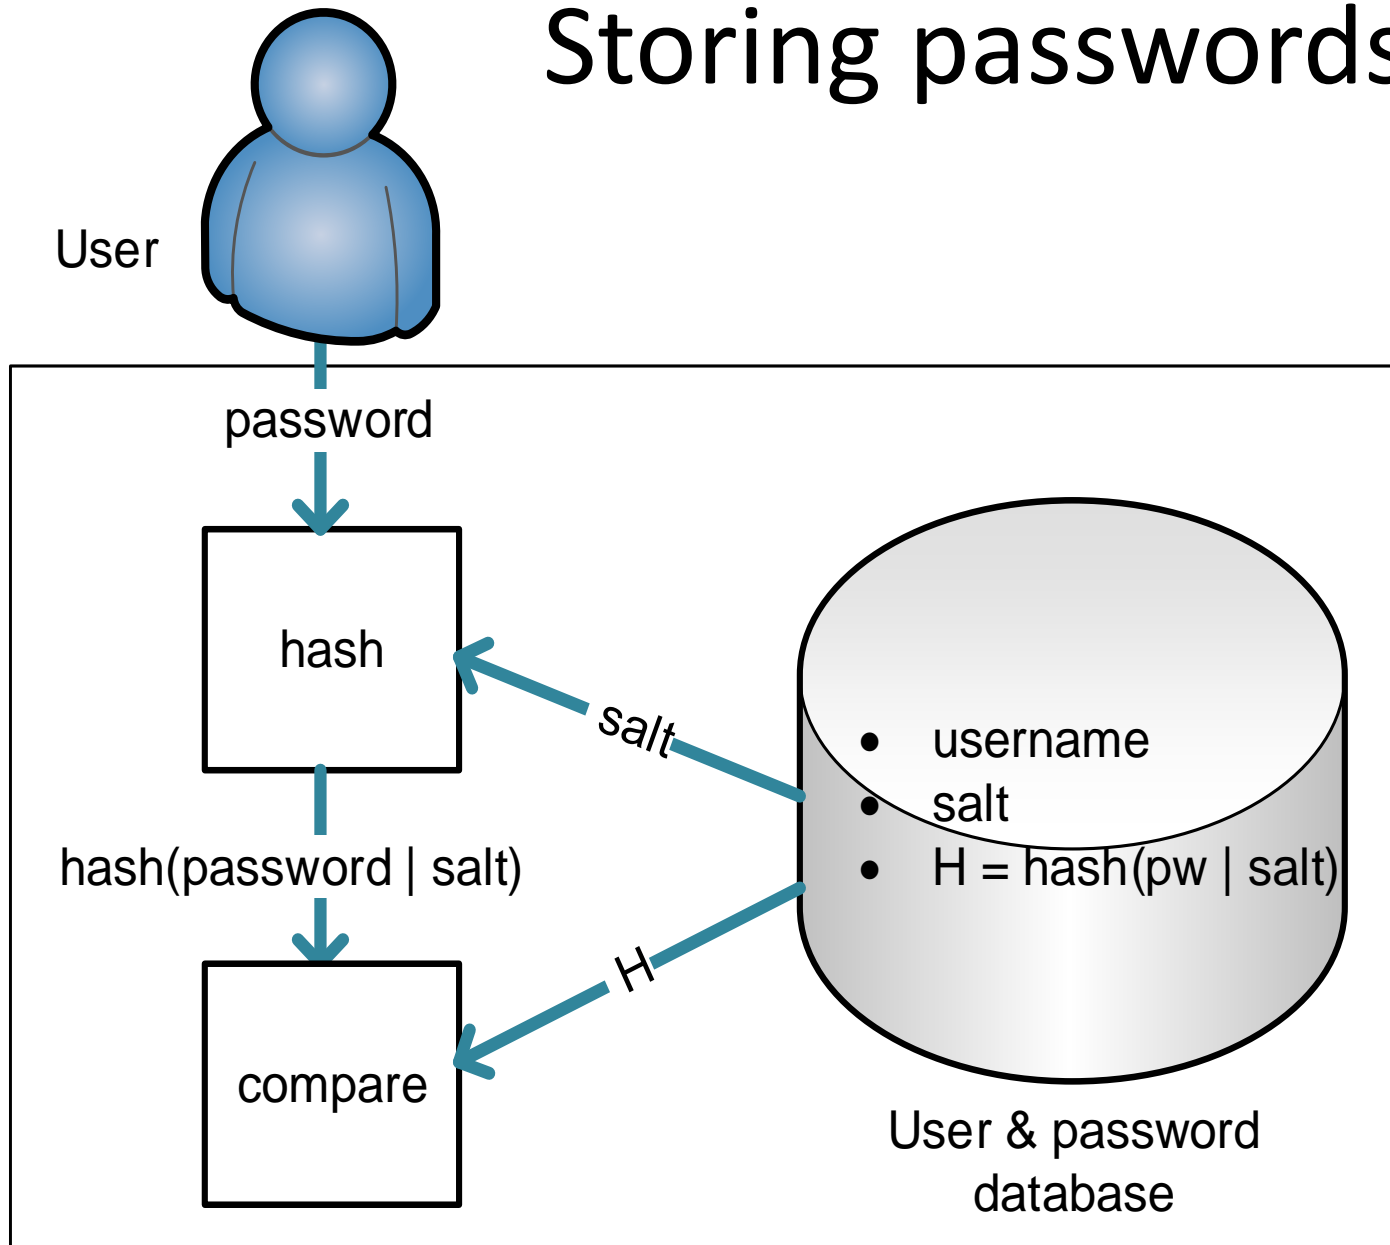 Storing passwords
User
password
hash
salt
• username
• salt
• H = hash(pw | salt)
hash(password | salt)
H
compare
User & password
database